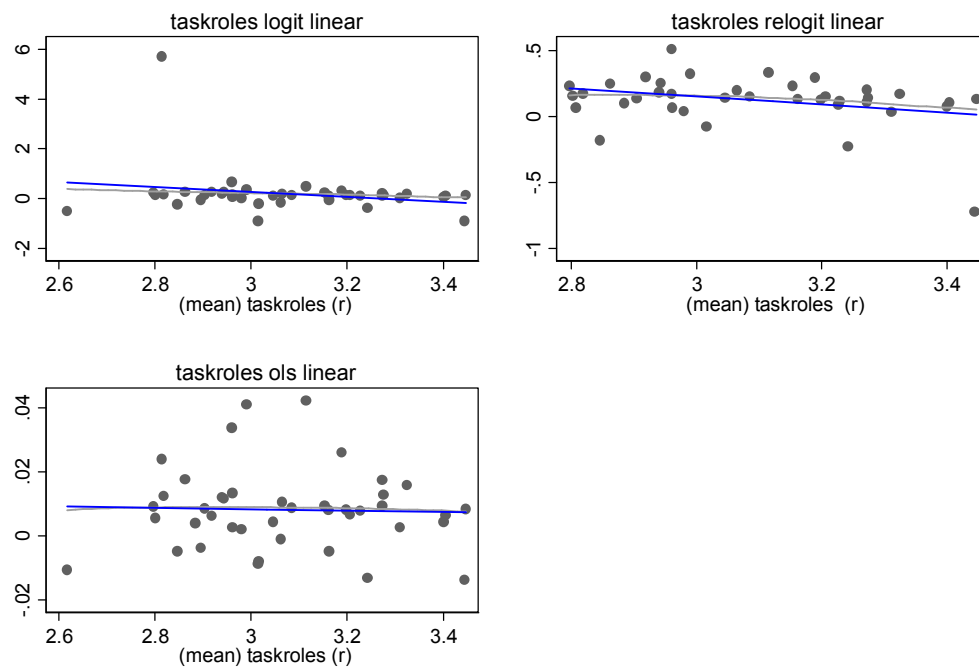 taskroles logit linear
6
4
2
0
-2
2.6 2.8 3 3.2 3.4
(mean) taskroles (r)
taskroles relogit linear
.5
0
-.5
-1
2.8 3 3.2 3.4
(mean) taskroles (r)
taskroles ols linear
.04
.02
0
-.02
2.6 2.8 3 3.2 3.4
(mean) taskroles (r)